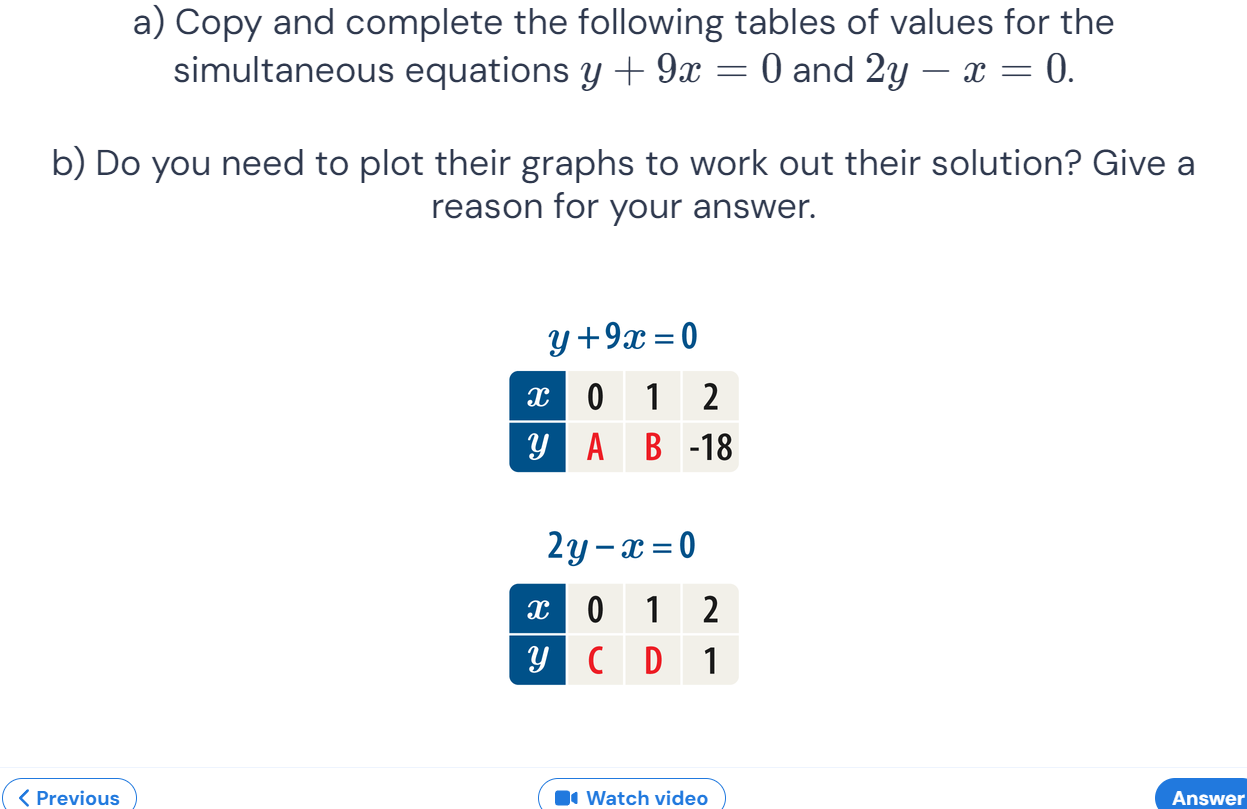 a) Copy and complete the following tables of values for the
simultaneous equations y + 9x = 0 and 2y − x = 0.
b) Do you need to plot their graphs to work out their solution? Give a
reason for your answer.
y + 9x = 0
x 0 1 2
y A B -18
2y − x = 0
x 0 1 2
y C D 1
Previous
Watch video
Answer